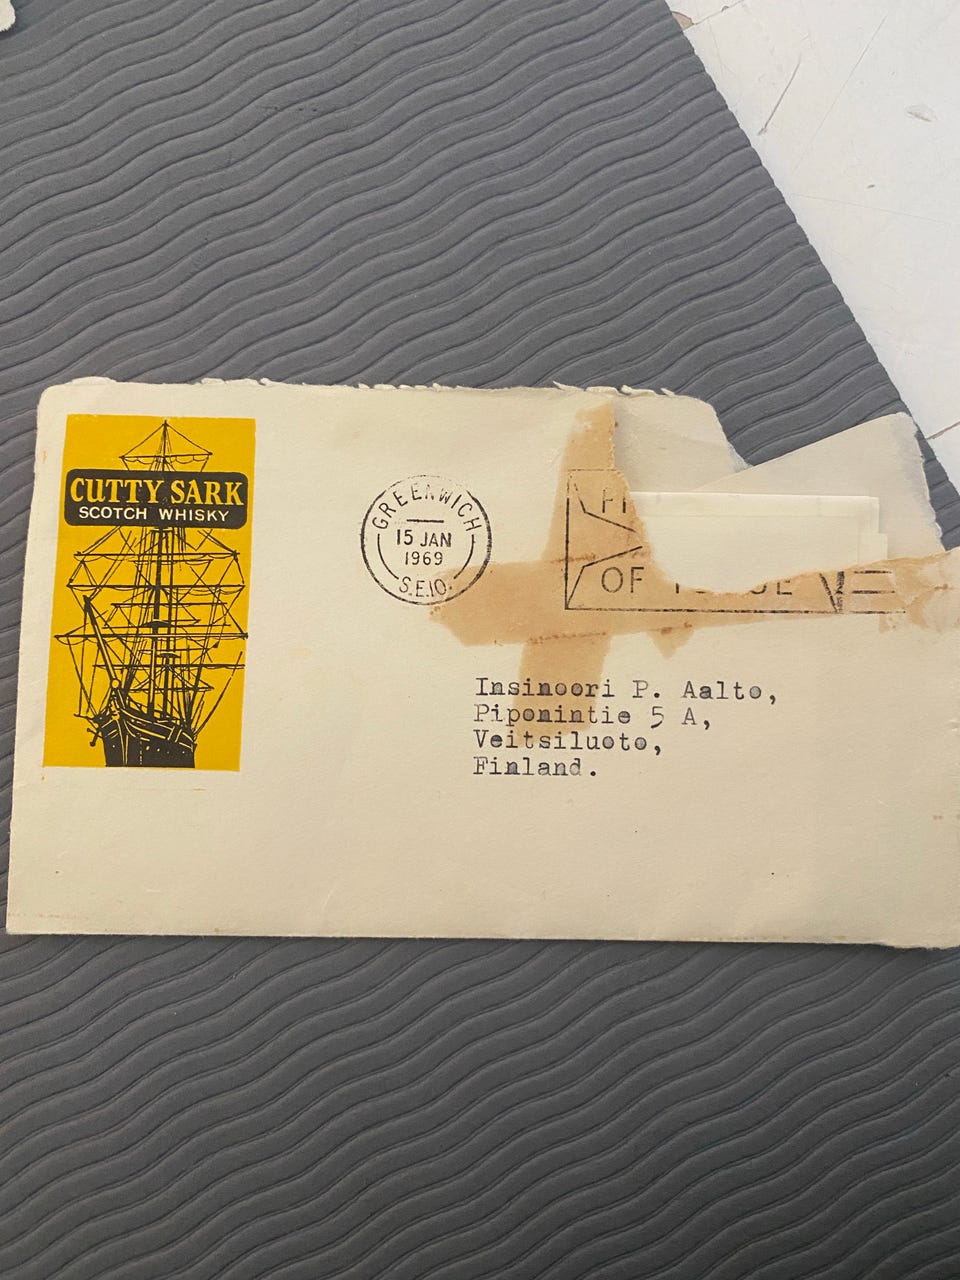 CUTTY SARK
SCOTCH WHISKY
GREENWICH
15 JAN
1969
S.E.10.
OF
Insinoori P. Aalto,
Piponintie 5 A,
Veitsiluoto,
Finland.